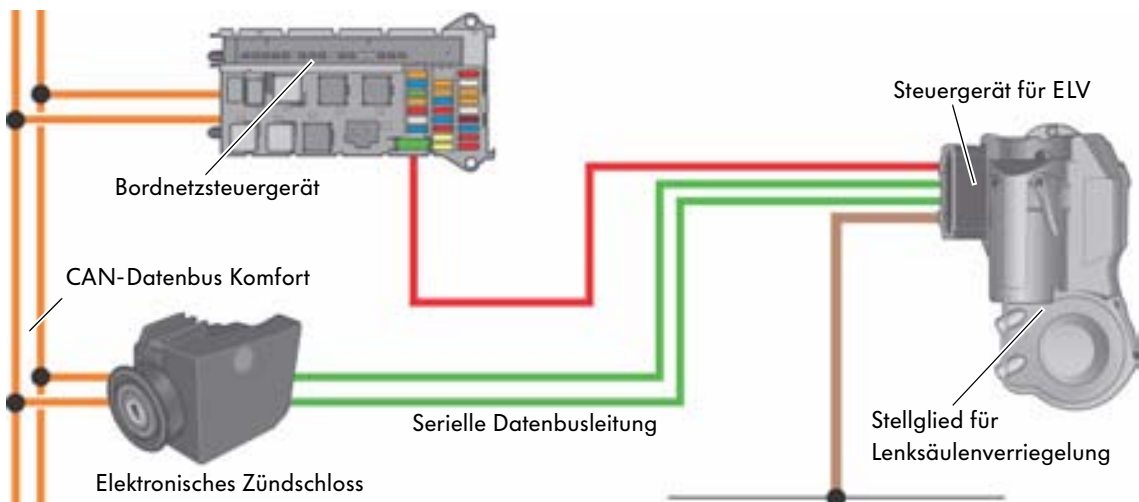 Steuergerät für ELV
Bordnetzsteuergerät
CAN-Datenbus Komfort
Serielle Datenbusleitung
Stellglied für
Lenksäulenverriegelung
Elektronisches Zündschloss